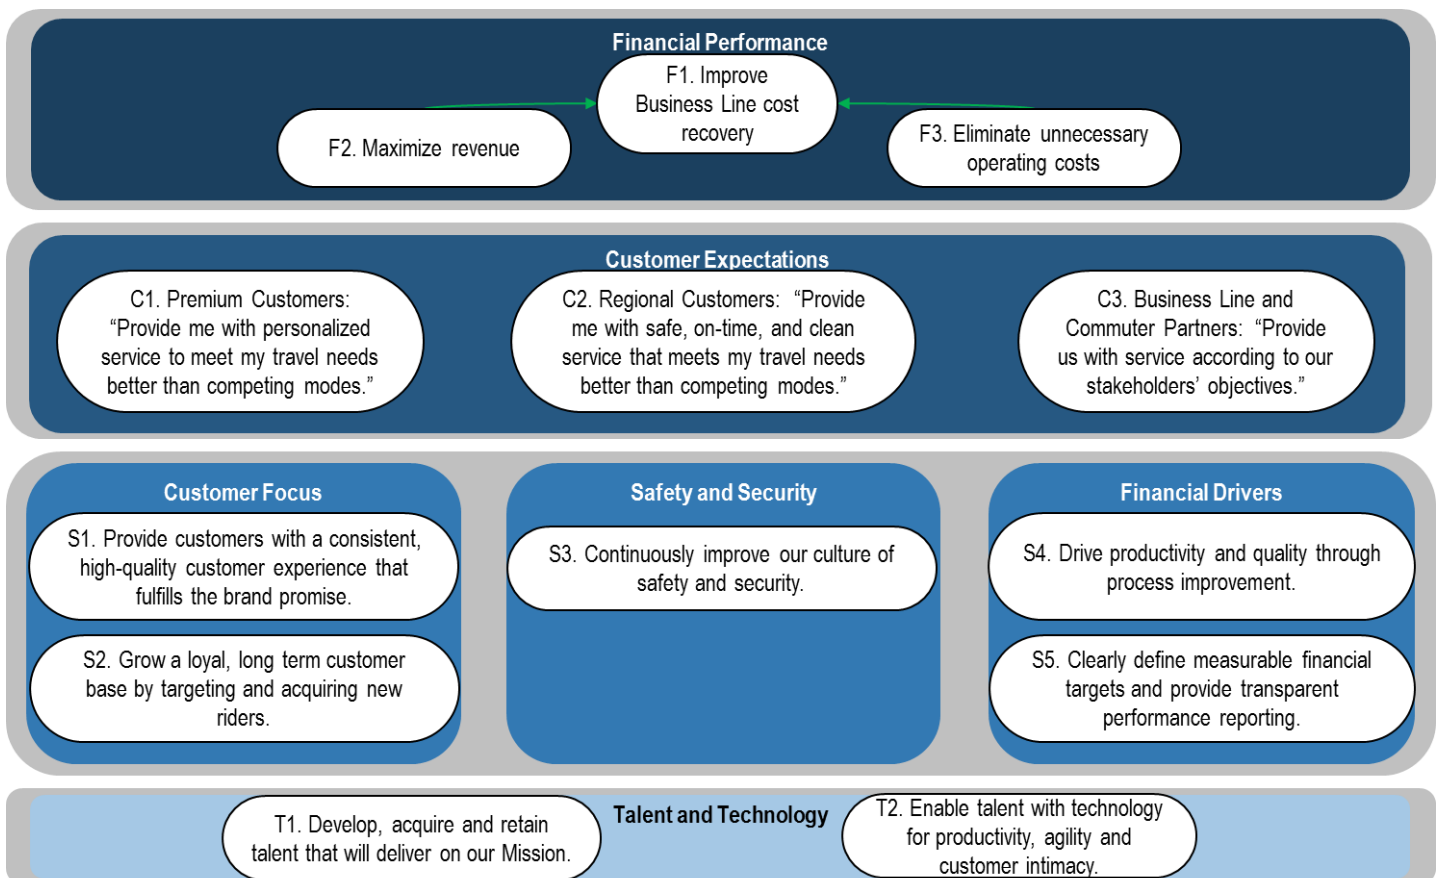 Financial Performance
F1. Improve
Business Line cost
recovery
F2. Maximize revenue
F3. Eliminate unnecessary
operating costs
Customer Expectations
C1. Premium Customers:
“Provide me with personalized
service to meet my travel needs
better than competing modes.”
C2. Regional Customers: “Provide
me with safe, on-time, and clean
service that meets my travel needs
better than competing modes.”
C3. Business Line and
Commuter Partners: “Provide
us with service according to our
stakeholders’ objectives.”
Customer Focus
S1. Provide customers with a consistent,
high-quality customer experience that
fulfills the brand promise.
S2. Grow a loyal, long term customer
base by targeting and acquiring new
riders.
Safety and Security
S3. Continuously improve our culture of
safety and security.
Financial Drivers
S4. Drive productivity and quality through
process improvement.
S5. Clearly define measurable financial
targets and provide transparent
performance reporting.
Talent and Technology
T1. Develop, acquire and retain
talent that will deliver on our Mission.
T2. Enable talent with technology
for productivity, agility and
customer intimacy.